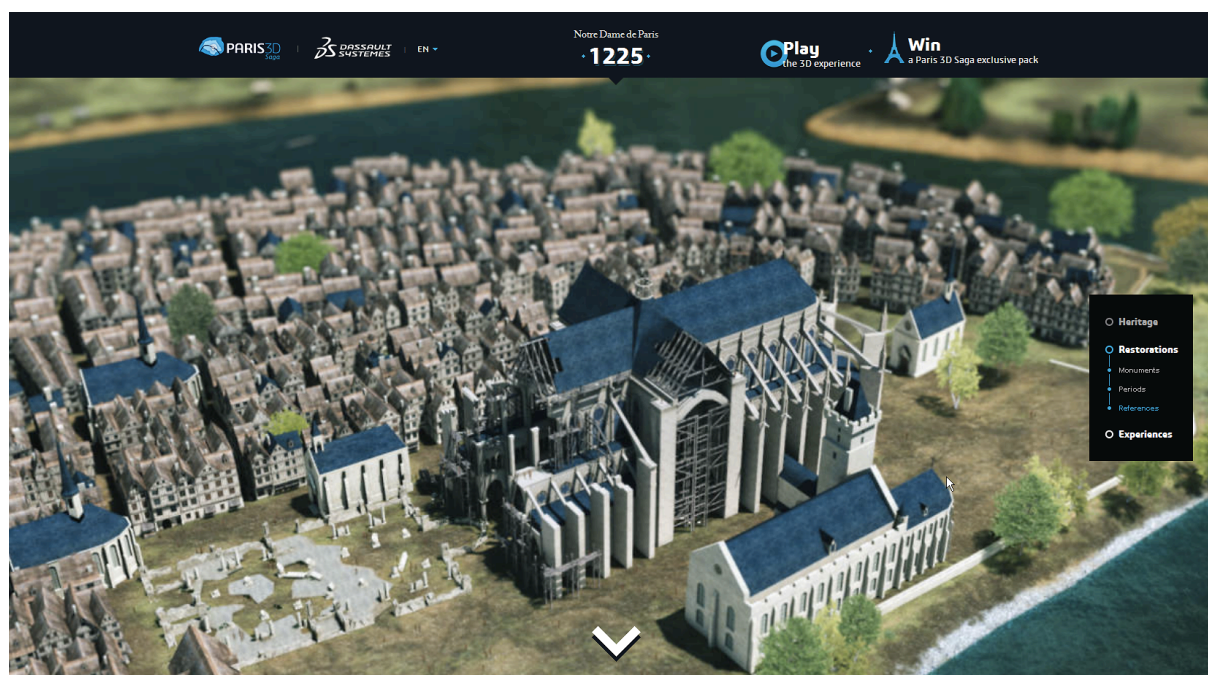 PARIS3D
Saga
DASSAULT
SYSTEMES
EN
Notre Dame de Paris
1225
Play
the 3D experience
Win
a Paris 3D Saga exclusive pack
Heritage
Restorations
Monuments
Periods
References
Experiences